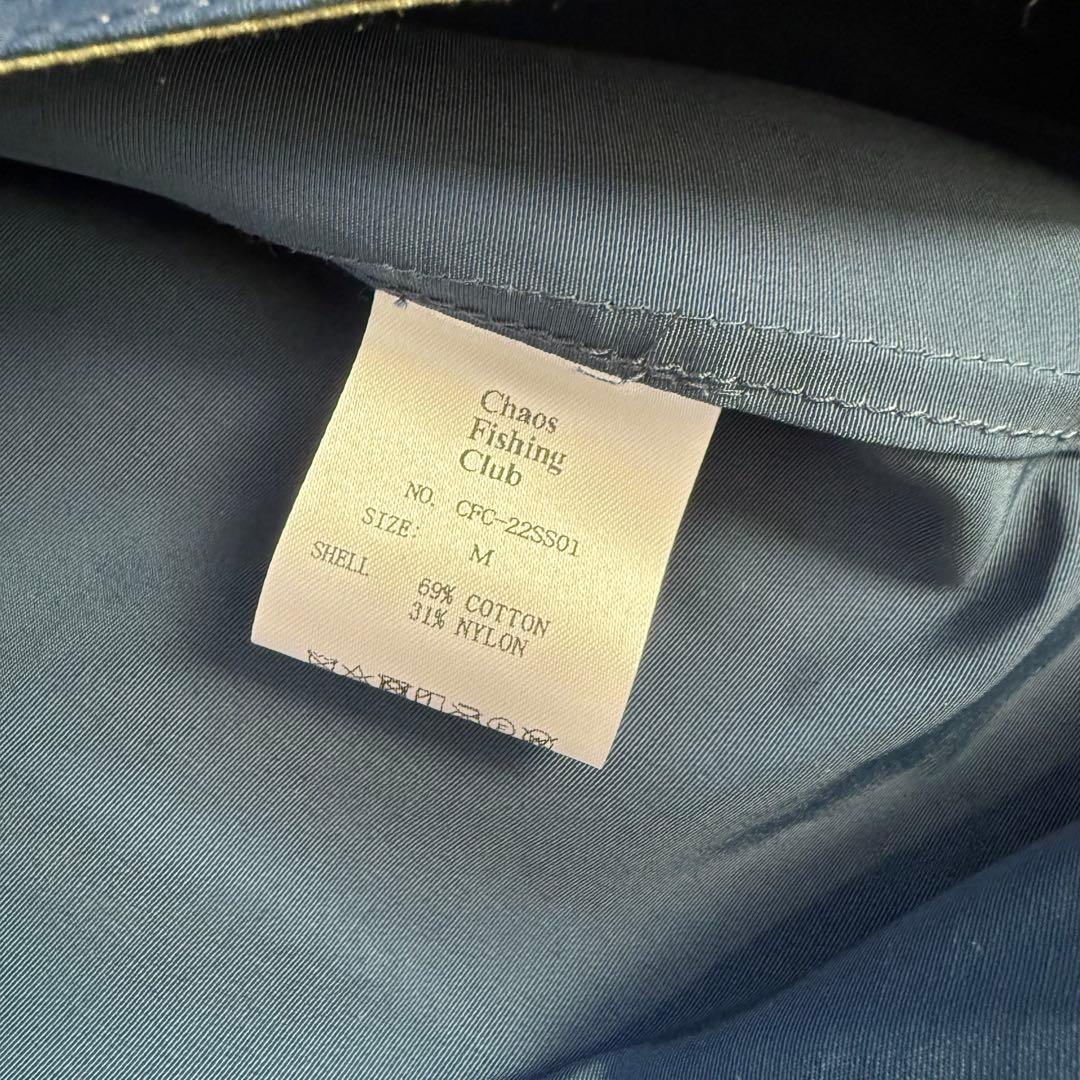 Chaos
Fishing
Club
NO. CFC-22SS01
SIZE: M
SHELL 69% COTTON
31% NYLON